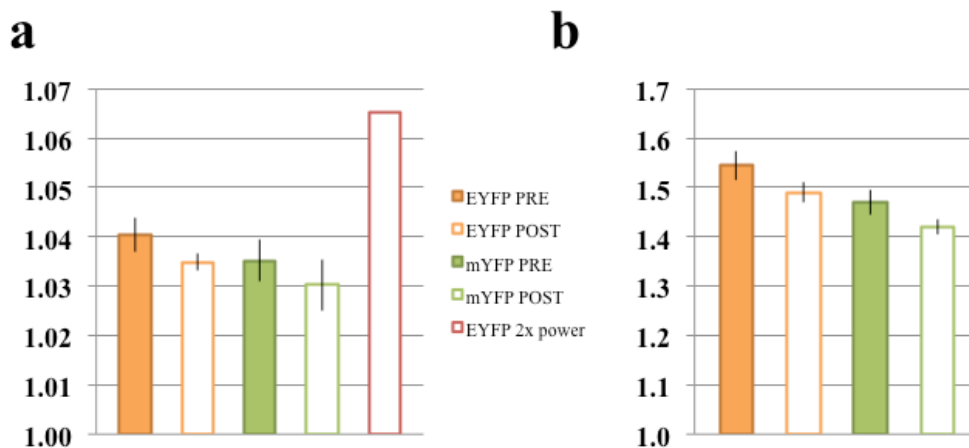 a
1.07
1.06
1.05
1.04
1.03
1.02
1.01
1.00
EYFP PRE
EYFP POST
mYFP PRE
mYFP POST
EYFP 2x power
b
1.7
1.6
1.5
1.4
1.3
1.2
1.1
1.0